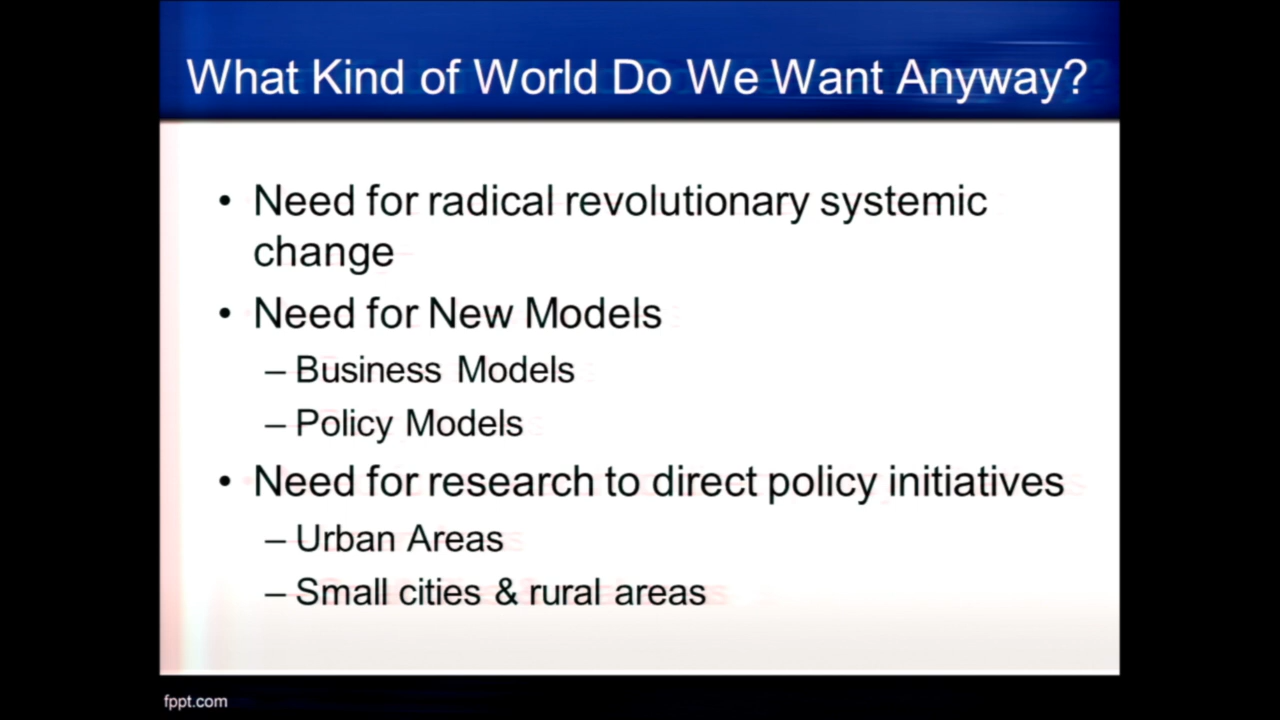 What Kind of World Do We Want Anyway?
• Need for radical revolutionary systemic
change
• Need for New Models
– Business Models
– Policy Models
• Need for research to direct policy initiatives
– Urban Areas
– Small cities & rural areas
fppt.com